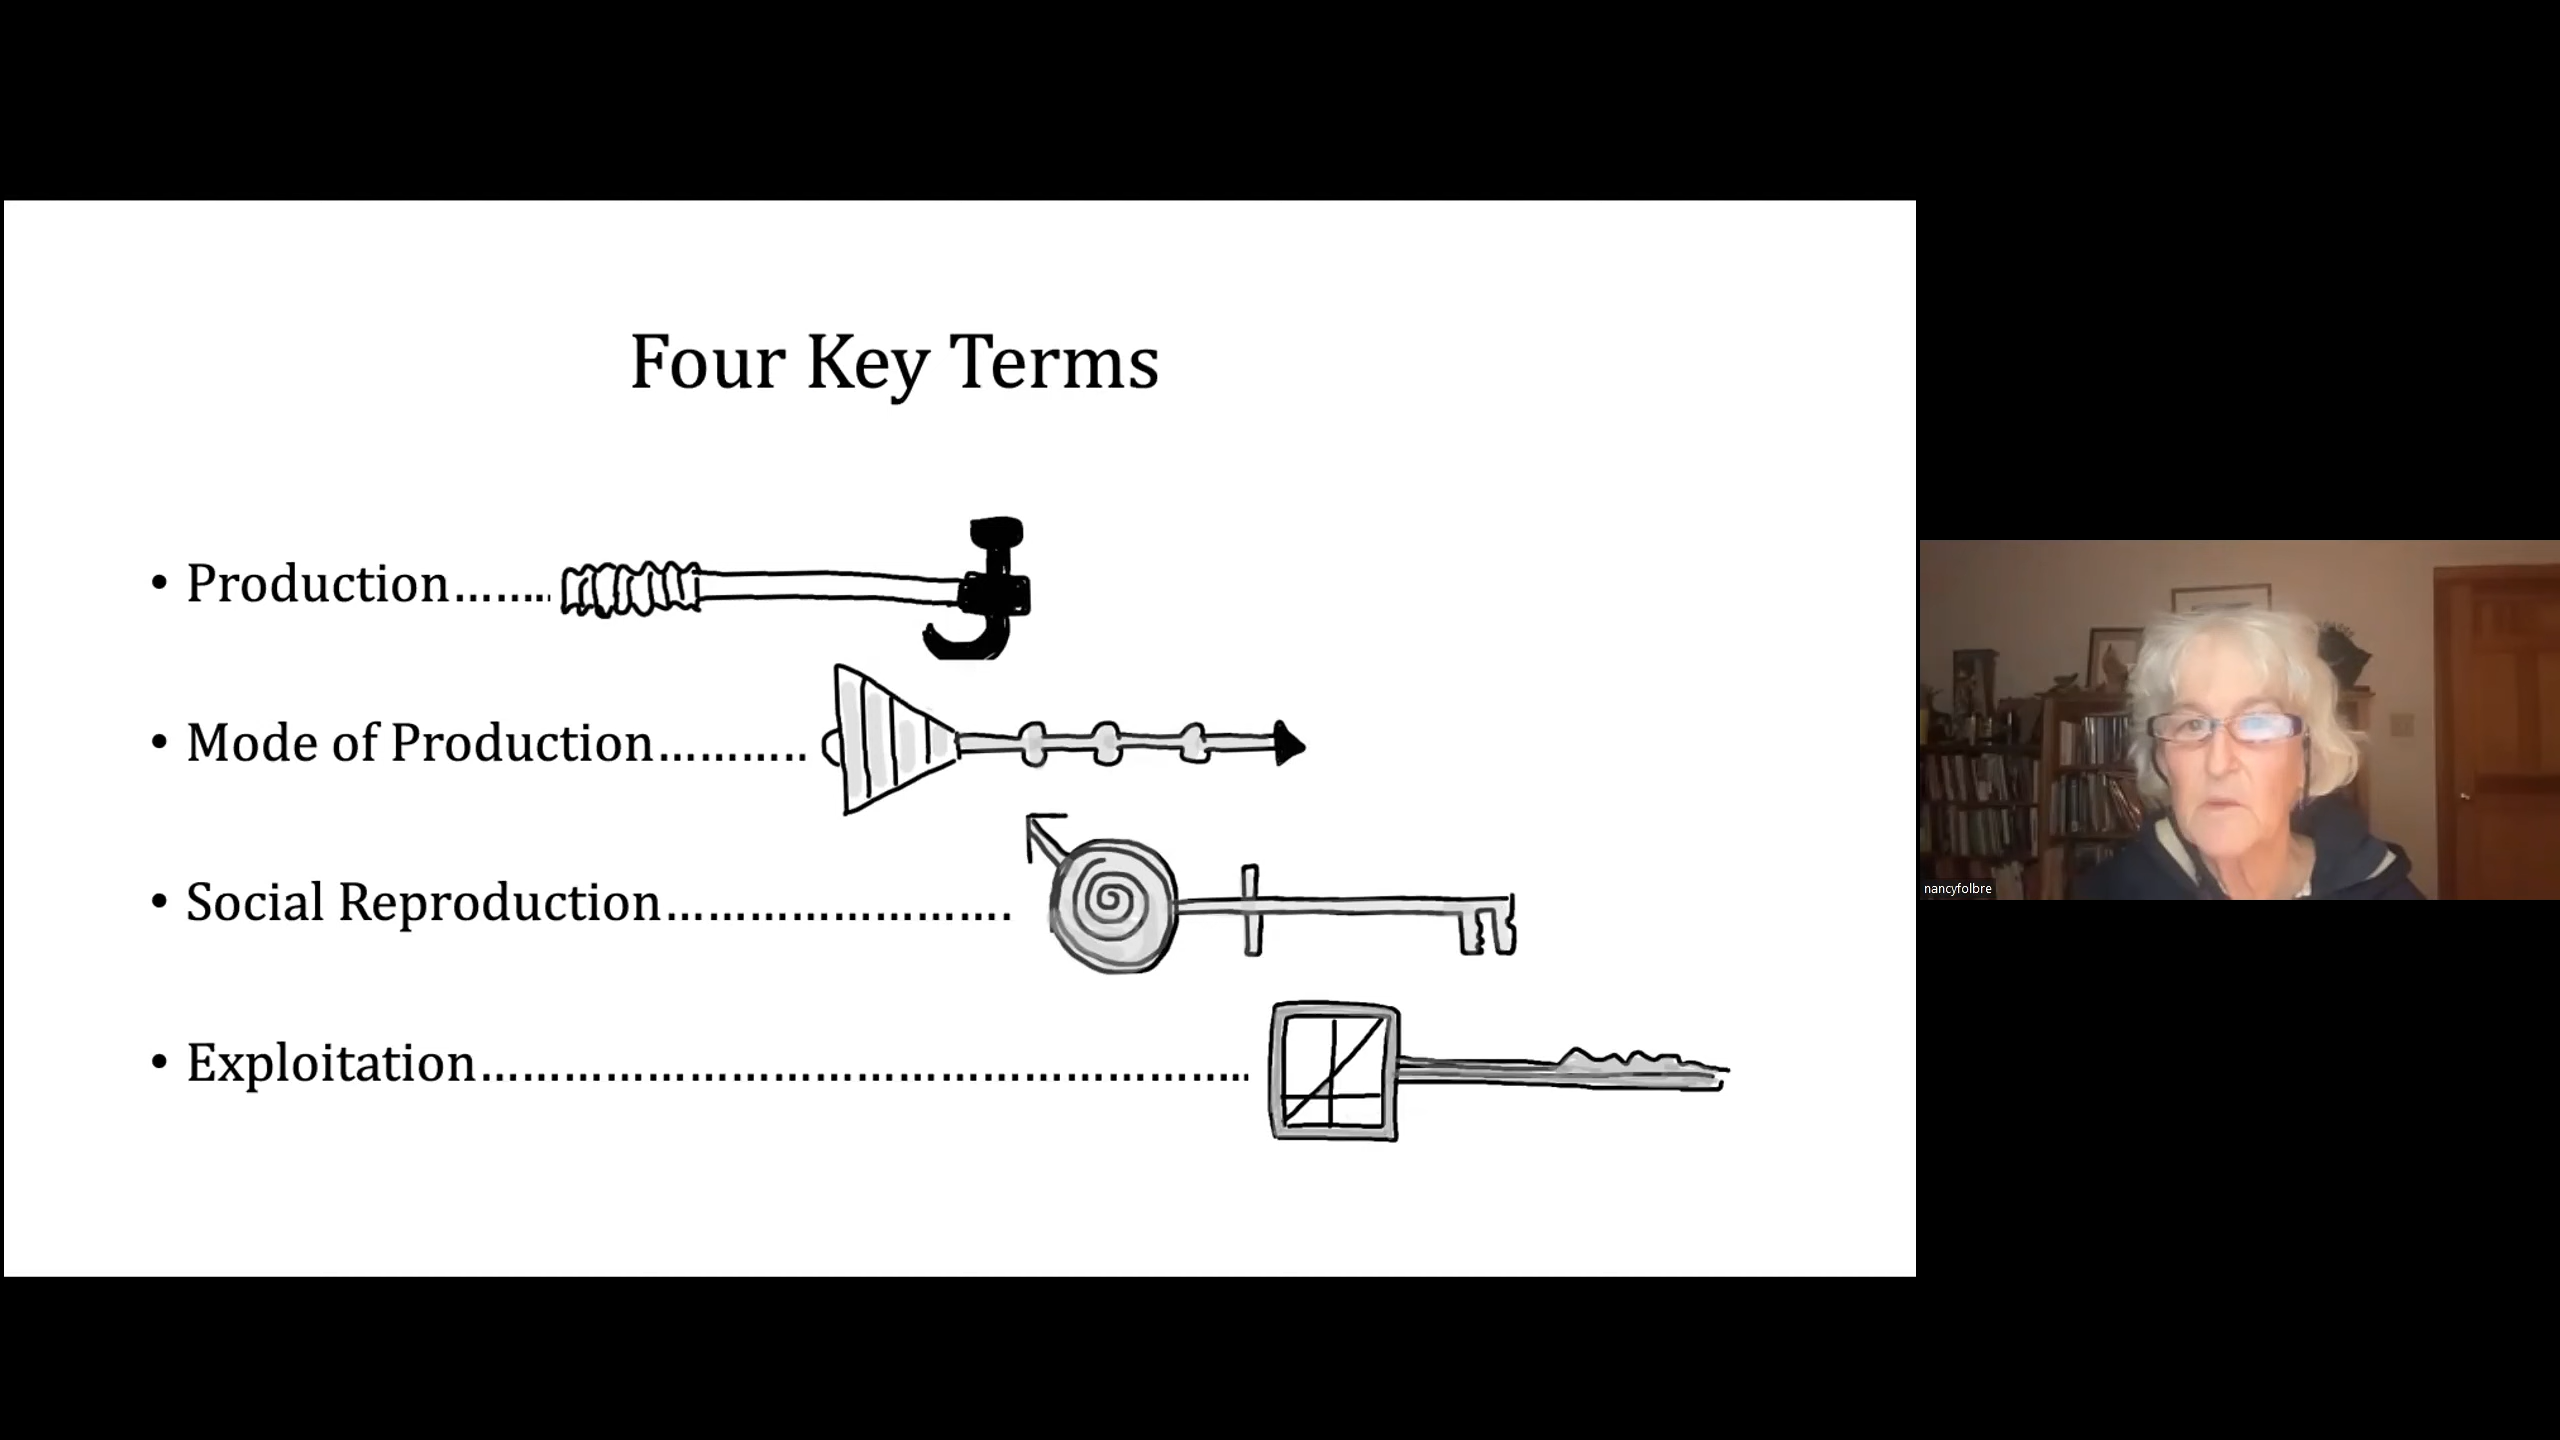 Four Key Terms
• Production........
• Mode of Production...........
• Social Reproduction.........................
• Exploitation.......................................................
nancyfolbre